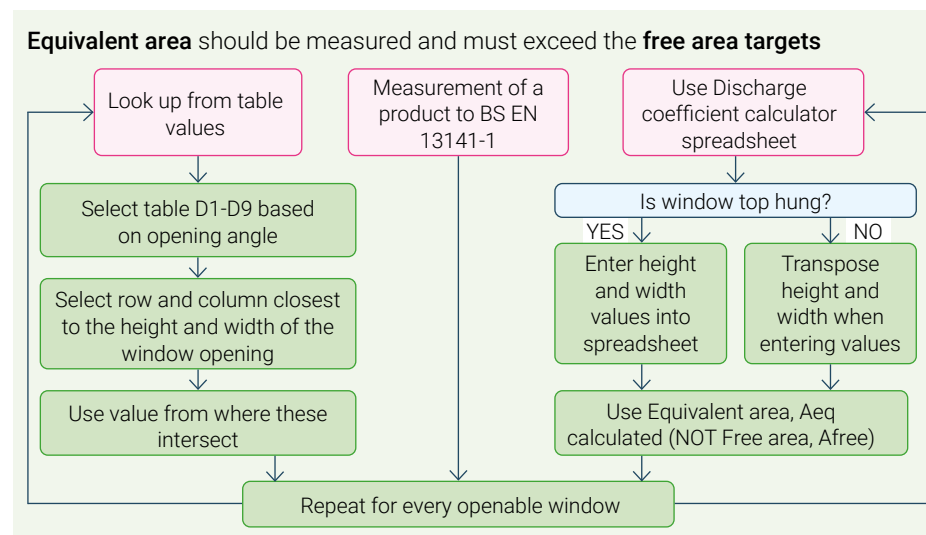 Equivalent area should be measured and must exceed the free area targets
Look up from table
values
Measurement of a
product to BS EN
13141-1
Use Discharge
coefficient calculator
spreadsheet
Select table D1-D9 based
on opening angle
Select row and column closest
to the height and width of the
window opening
Use value from where these
intersect
Is window top hung?
YES
NO
Enter height
and width
values into
spreadsheet
Transpose
height and
width when
entering values
Use Equivalent area, Aeq
calculated (NOT Free area, Afree)
Repeat for every openable window